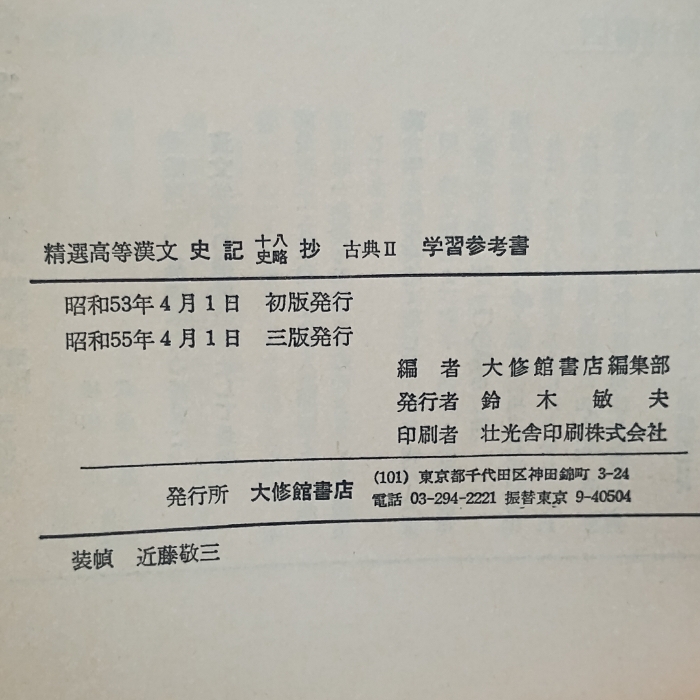 精選高等漢文 史記 十八史略 抄 古典Ⅱ 学習参考書
昭和53年4月1日 初版発行
昭和55年4月1日 三版発行
編者 大修館書店編集部
発行者 鈴木敏夫
印刷者 壮光舎印刷株式会社
発行所 大修館書店 (101) 東京都千代田区神田錦町 3-24
電話 03-294-2221 振替東京 9-40504
装幀 近藤敬三